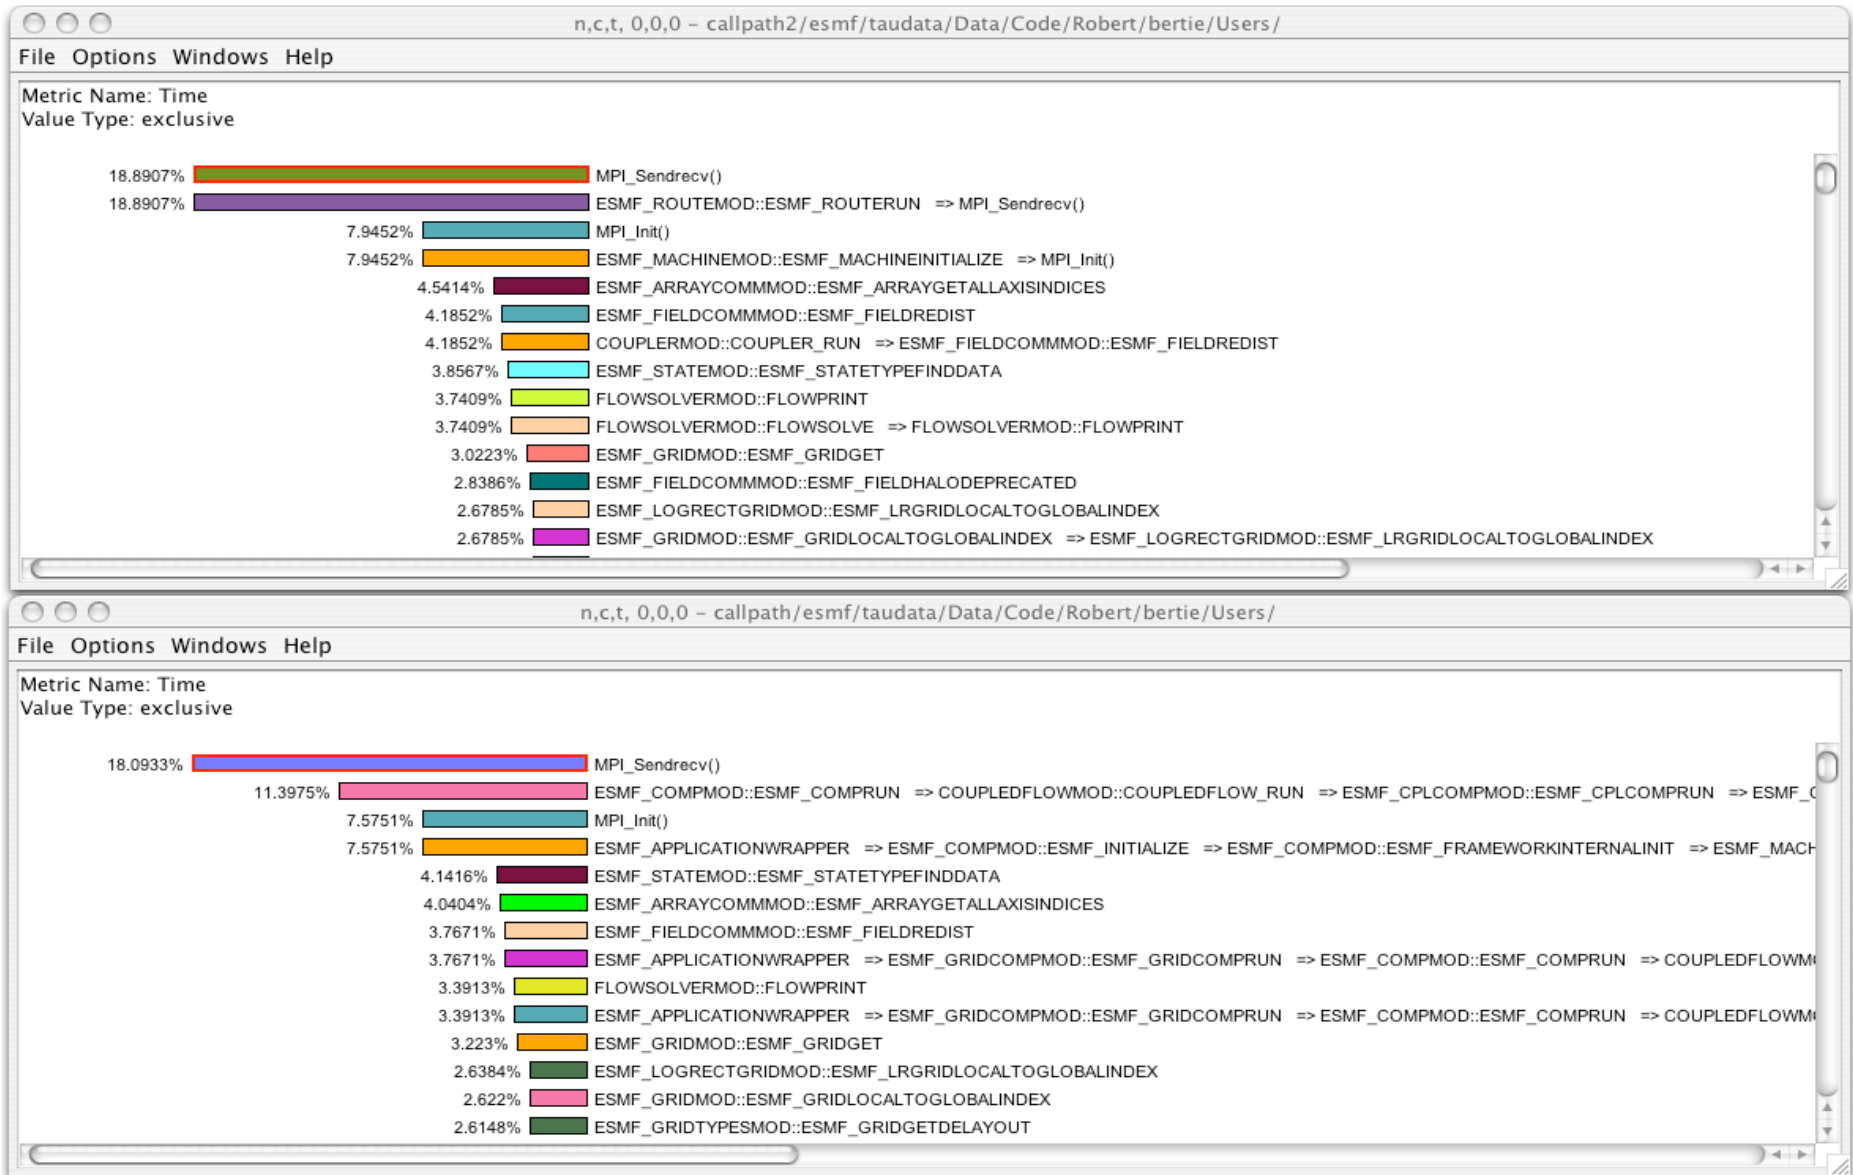 n,c,t, 0,0,0 – callpath2/esmf/taudata/Data/Code/Robert/bertie/Users/
File Options Windows Help
Metric Name: Time
Value Type: exclusive
18.8907% MPI_Sendrecv()
18.8907% ESMF_ROUTEMOD::ESMF_ROUTERUN => MPI_Sendrecv()
7.9452% MPI_Init()
7.9452% ESMF_MACHINEMOD::ESMF_MACHINEINITIALIZE => MPI_Init()
4.5414% ESMF_ARRAYCOMMMOD::ESMF_ARRAYGETALLAXISINDICES
4.1852% ESMF_FIELDCOMMMOD::ESMF_FIELDREDIST
4.1852% COUPLERMOD::COUPLER_RUN => ESMF_FIELDCOMMMOD::ESMF_FIELDREDIST
3.8567% ESMF_STATEMOD::ESMF_STATETYPEFINDDATA
3.7409% FLOWSOLVERMOD::FLOWPRINT
3.7409% FLOWSOLVERMOD::FLOWSOLVE => FLOWSOLVERMOD::FLOWPRINT
3.0223% ESMF_GRIDMOD::ESMF_GRIDGET
2.8386% ESMF_FIELDCOMMMOD::ESMF_FIELDHALODEPRECATED
2.6785% ESMF_LOGRECTGRIDMOD::ESMF_LRGRIDLOCALTOGLOBALINDEX
2.6785% ESMF_GRIDMOD::ESMF_GRIDLOCALTOGLOBALINDEX => ESMF_LOGRECTGRIDMOD::ESMF_LRGRIDLOCALTOGLOBALINDEX
n,c,t, 0,0,0 – callpath/esmf/taudata/Data/Code/Robert/bertie/Users/
File Options Windows Help
Metric Name: Time
Value Type: exclusive
18.0933% MPI_Sendrecv()
11.3975% ESMF_COMPMOD::ESMF_COMPRUN => COUPLEDFLOWMOD::COUPLEDFLOW_RUN => ESMF_CPLCOMPMOD::ESMF_CPLCOMPRUN => ESMF_
7.5751% MPI_Init()
7.5751% ESMF_APPLICATIONWRAPPER => ESMF_COMPMOD::ESMF_INITIALIZE => ESMF_COMPMOD::ESMF_FRAMEWORKINTERNALINIT => ESMF_MACH
4.1416% ESMF_STATEMOD::ESMF_STATETYPEFINDDATA
4.0404% ESMF_ARRAYCOMMMOD::ESMF_ARRAYGETALLAXISINDICES
3.7671% ESMF_FIELDCOMMMOD::ESMF_FIELDREDIST
3.7671% ESMF_APPLICATIONWRAPPER => ESMF_GRIDCOMPMOD::ESMF_GRIDCOMPRUN => ESMF_COMPMOD::ESMF_COMPRUN => COUPLEDFLOWM
3.3913% FLOWSOLVERMOD::FLOWPRINT
3.3913% ESMF_APPLICATIONWRAPPER => ESMF_GRIDCOMPMOD::ESMF_GRIDCOMPRUN => ESMF_COMPMOD::ESMF_COMPRUN => COUPLEDFLOWM
3.223% ESMF_GRIDMOD::ESMF_GRIDGET
2.6384% ESMF_LOGRECTGRIDMOD::ESMF_LRGRIDLOCALTOGLOBALINDEX
2.622% ESMF_GRIDMOD::ESMF_GRIDLOCALTOGLOBALINDEX
2.6148% ESMF_GRIDTYPESMOD::ESMF_GRIDGETDELAYOUT